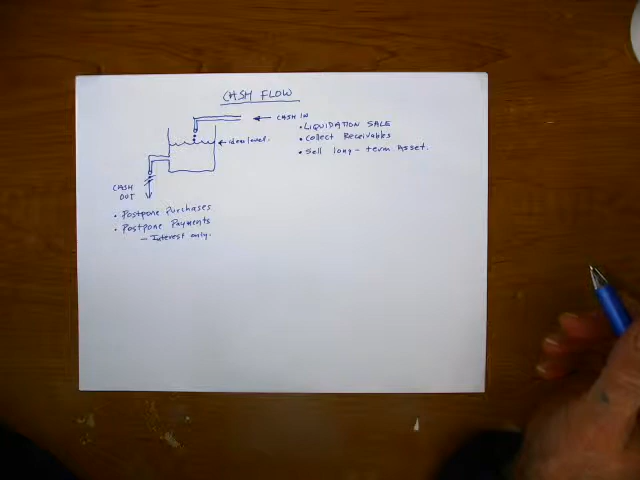 CASH FLOW
← CASH IN
• LIQUIDATION SALE
• Collect Receivables
• Sell long-term Asset.
← ideal level.
CASH OUT
• Postpone Purchases
• Postpone Payments
— Interest only.